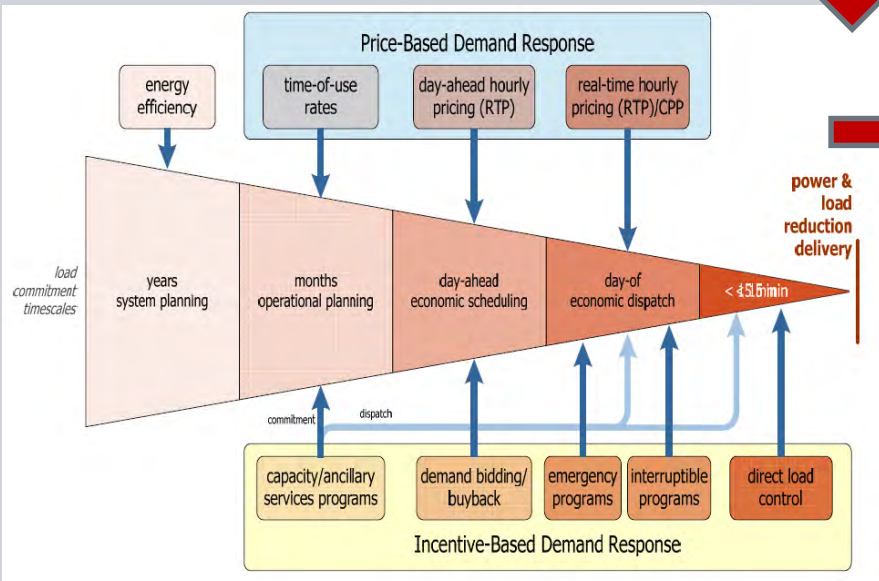 Price-Based Demand Response
energy
efficiency
time-of-use
rates
day-ahead hourly
pricing (RTP)
real-time hourly
pricing (RTP)/CPP
power &
load
reduction
delivery
load
commitment
timescales
years
system planning
months
operational planning
day-ahead
economic scheduling
day-of
economic dispatch
<15 min
commitment
dispatch
capacity/ancillary
services programs
demand bidding/
buyback
emergency
programs
interruptible
programs
direct load
control
Incentive-Based Demand Response